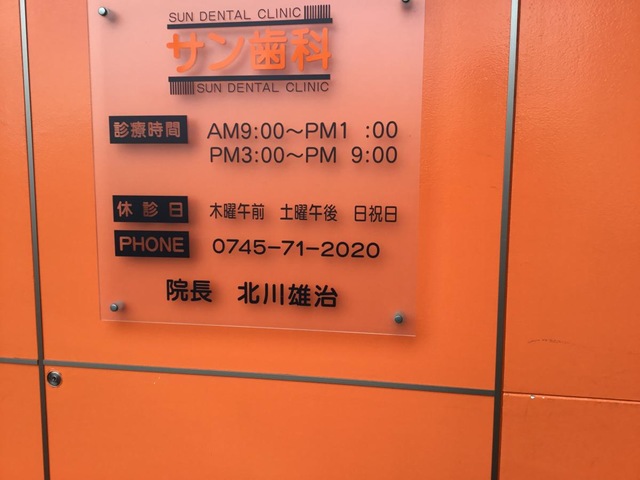 SUN DENTAL CLINIC
サン歯科
SUN DENTAL CLINIC
診療時間 AM9:00～PM1 :00
PM3:00～PM 9:00
休診日 木曜午前 土曜午後 日祝日
PHONE 0745-71-2020
院長 北川雄治